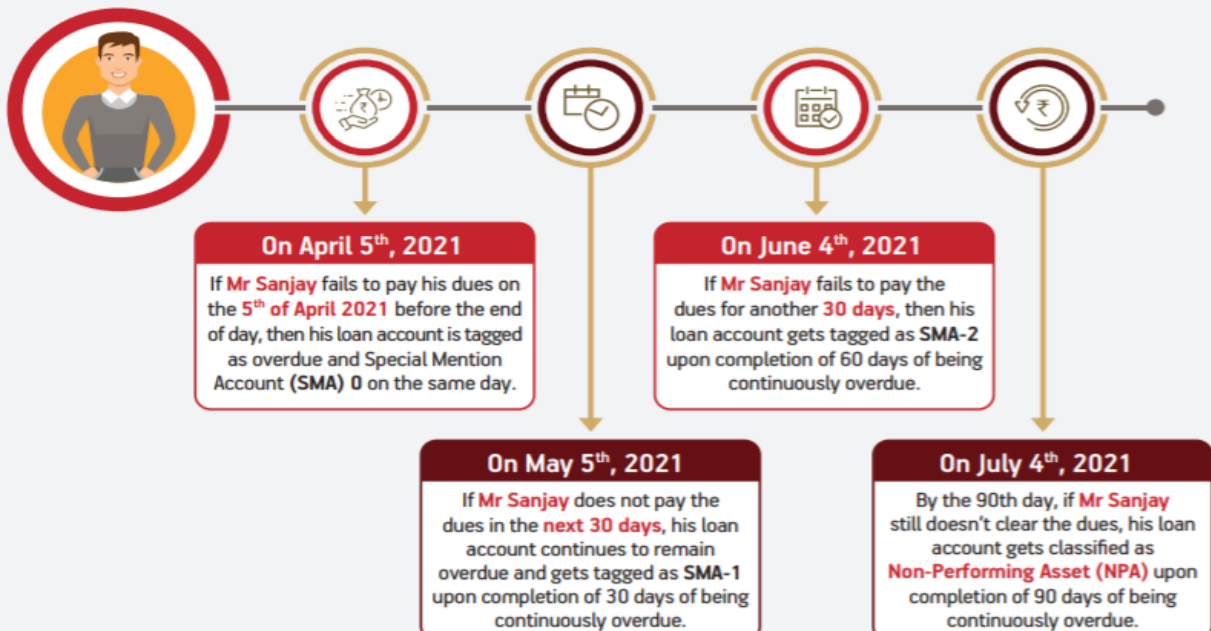 On April 5th, 2021
If Mr Sanjay fails to pay his dues on
the 5th of April 2021 before the end
of day, then his loan account is tagged
as overdue and Special Mention
Account (SMA) 0 on the same day.
On May 5th, 2021
If Mr Sanjay does not pay the
dues in the next 30 days, his loan
account continues to remain
overdue and gets tagged as SMA-1
upon completion of 30 days of being
continuously overdue.
On June 4th, 2021
If Mr Sanjay fails to pay the
dues for another 30 days, then his
loan account gets tagged as SMA-2
upon completion of 60 days of being
continuously overdue.
On July 4th, 2021
By the 90th day, if Mr Sanjay
still doesn't clear the dues, his loan
account gets classified as
Non-Performing Asset (NPA) upon
completion of 90 days of being
continuously overdue.